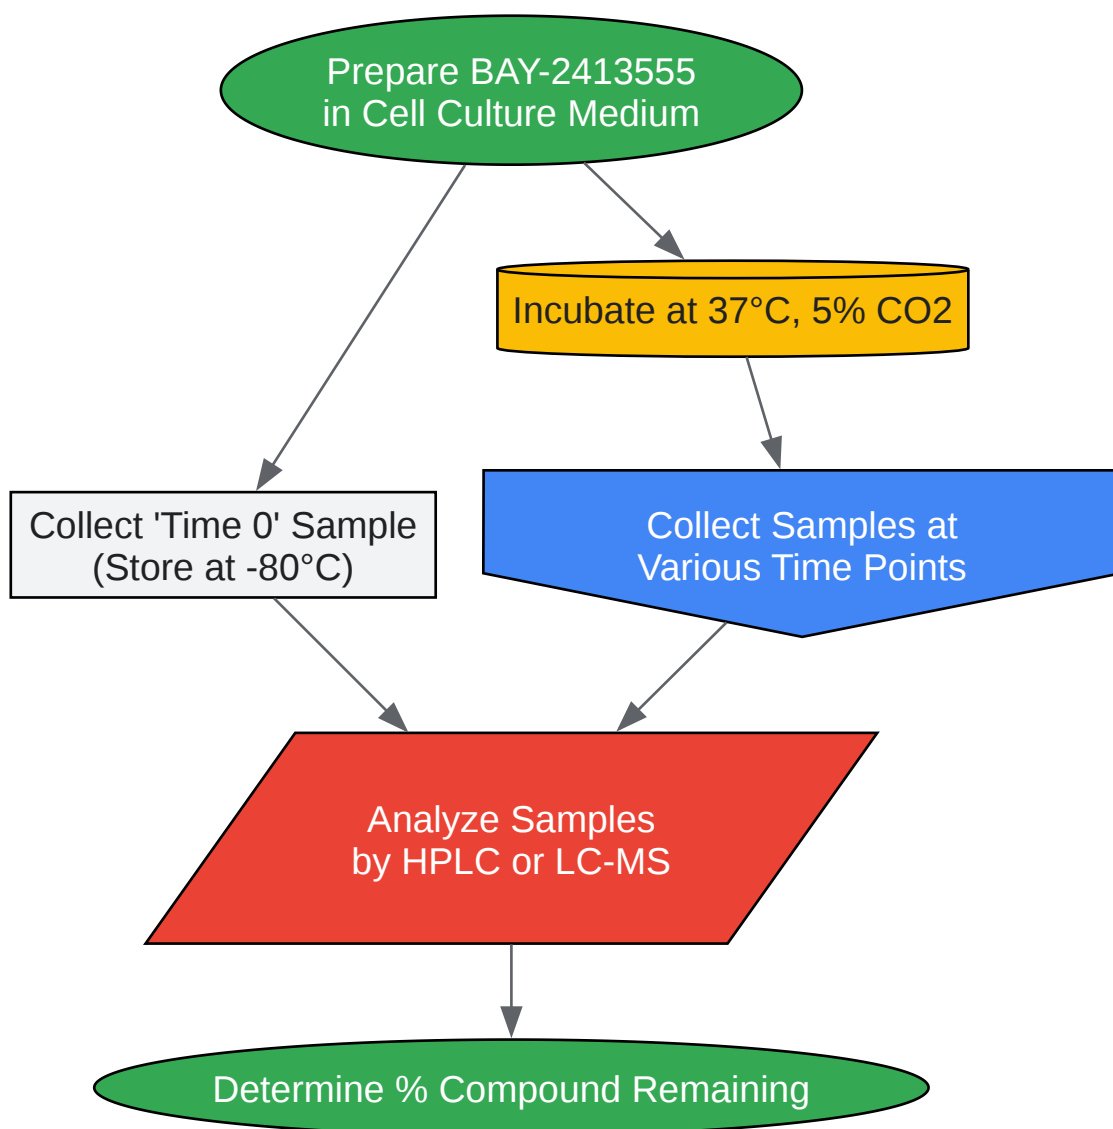 Prepare BAY-2413555
in Cell Culture Medium
Incubate at 37°C, 5% CO2
Collect 'Time 0' Sample
(Store at -80°C)
Collect Samples at
Various Time Points
Analyze Samples
by HPLC or LC-MS
Determine % Compound Remaining